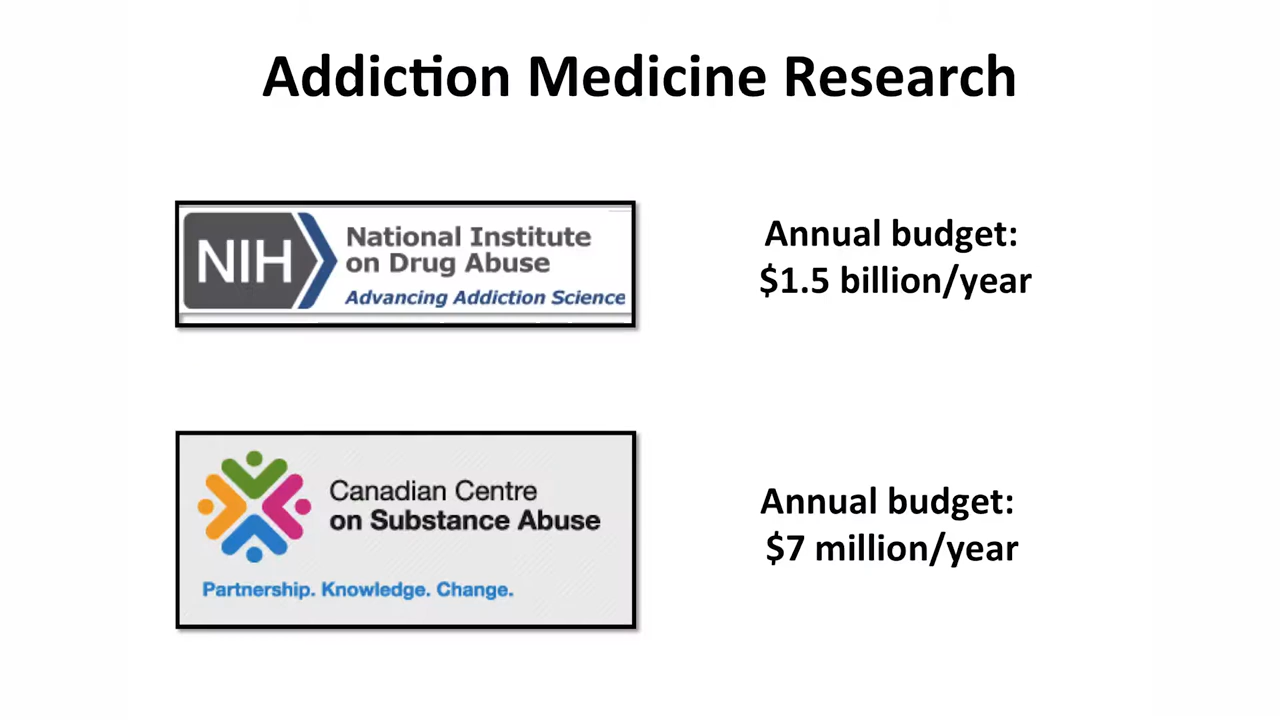 Addiction Medicine Research
NIH
National Institute
on Drug Abuse
Advancing Addiction Science
Annual budget:
$1.5 billion/year
Canadian Centre
on Substance Abuse
Partnership. Knowledge. Change.
Annual budget:
$7 million/year